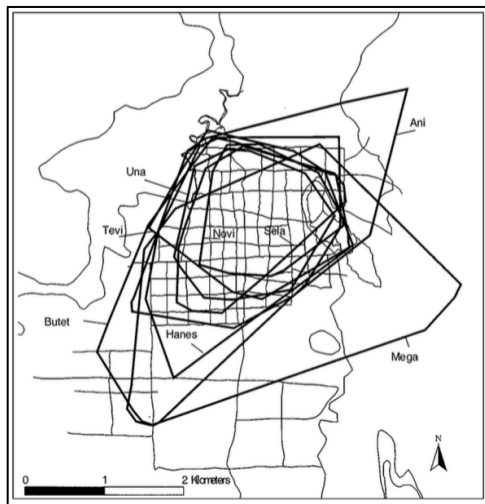 Ani
Una
Tevi
Novi
Sela
Butet
Hanes
Mega
N
0 1 2 Kilometers